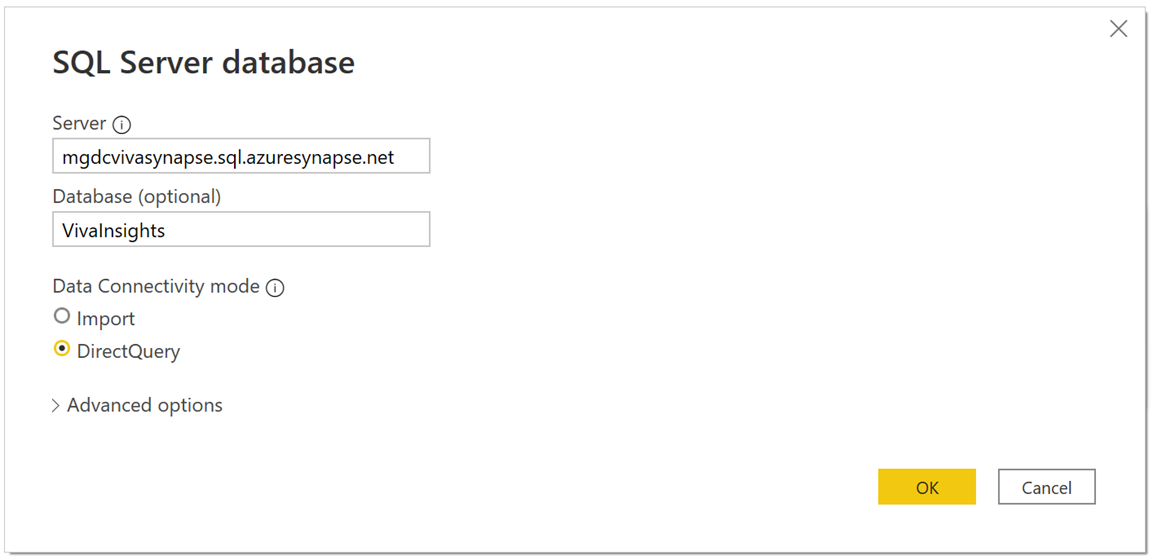 SQL Server database
Server
mgdcvivasynapse.sql.azuresynapse.net
Database (optional)
VivaInsights
Data Connectivity mode
Import
DirectQuery
Advanced options
OK Cancel